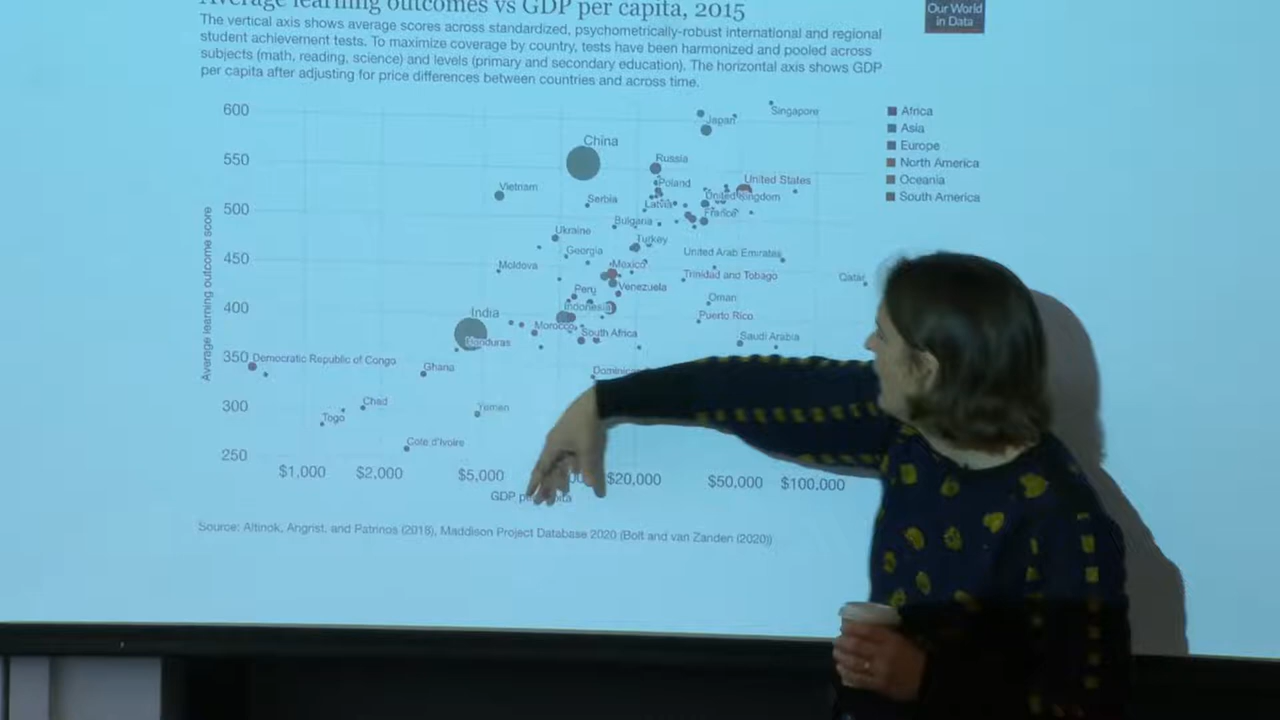 Average learning outcomes vs GDP per capita, 2015
Our World
in Data
The vertical axis shows average scores across standardized, psychometrically-robust international and regional
student achievement tests. To maximize coverage by country, tests have been harmonized and pooled across
subjects (math, reading, science) and levels (primary and secondary education). The horizontal axis shows GDP
per capita after adjusting for price differences between countries and across time.
Average learning outcome score
600
550
500
450
400
350
300
250
Singapore
Japan
China
Russia
Vietnam
Poland
United States
Serbia
Latvia
United Kingdom
France
Bulgaria
Ukraine
Turkey
Georgia
United Arab Emirates
Moldova
Mexico
Trinidad and Tobago
Qatar
Peru
Venezuela
Indonesia
Oman
India
Puerto Rico
Morocco
South Africa
Honduras
Saudi Arabia
Democratic Republic of Congo
Ghana
Chad
Togo
Yemen
Cote d'Ivoire
$1,000
$2,000
$5,000
$20,000
$50,000
$100,000
GDP
Africa
Asia
Europe
North America
Oceania
South America
Source: Altinok, Angrist, and Patrinos (2018), Maddison Project Database 2020 (Bolt and van Zanden (2020))